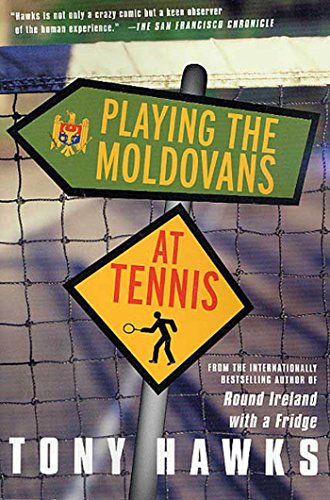 "Hawks is not only a crazy comic but a keen observer
of the human experience." — THE SAN FRANCISCO CHRONICLE
PLAYING THE
MOLDOVANS
AT
TENNIS
FROM THE INTERNATIONALLY
BESTSELLING AUTHOR OF
Round Ireland
with a Fridge
TONY HAWKS